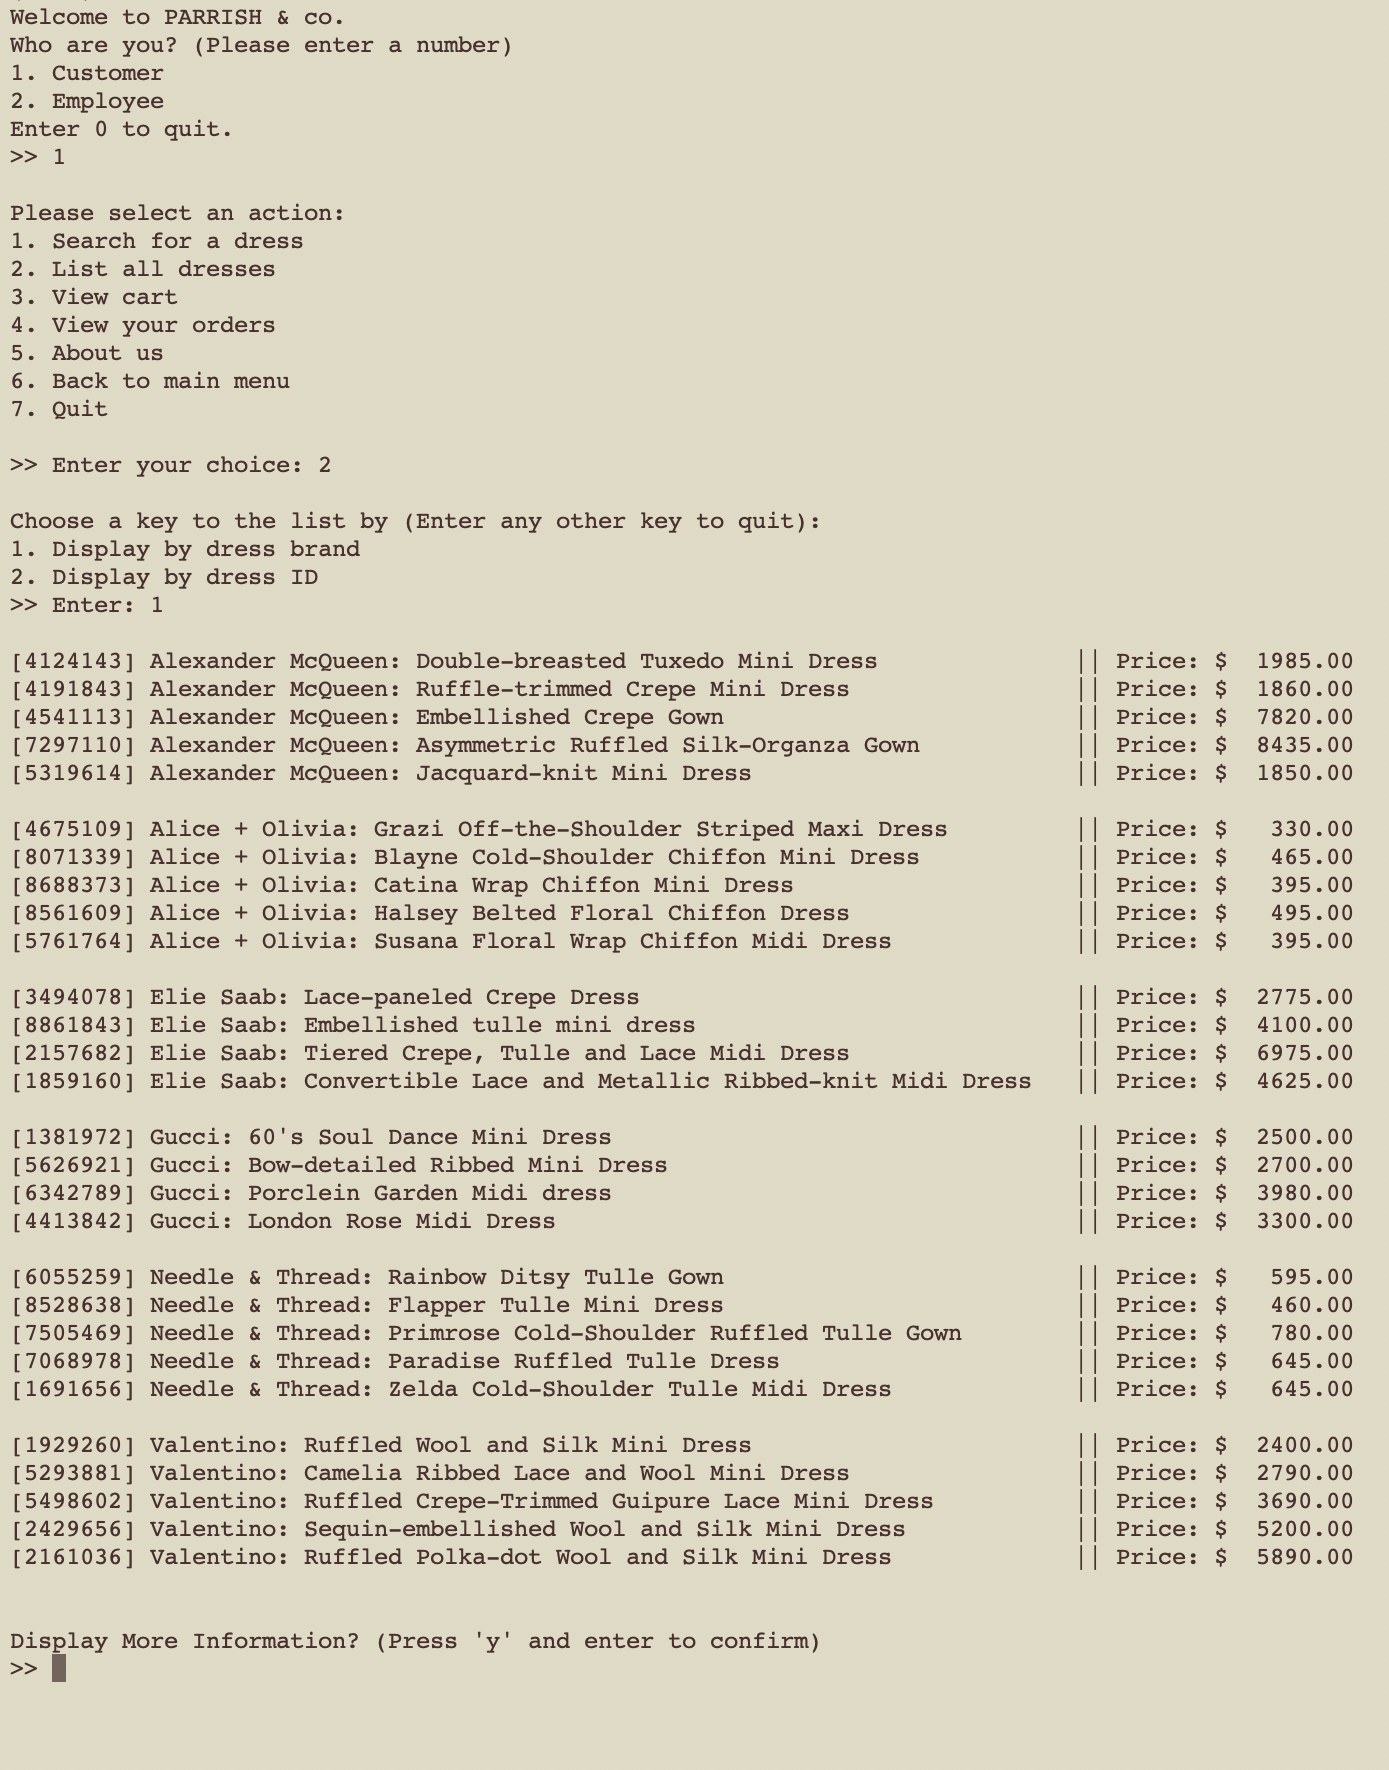 Welcome to PARRISH & co.
Who are you? (Please enter a number)
1. Customer
2. Employee
Enter 0 to quit.
>> 1
Please select an action:
1. Search for a dress
2. List all dresses
3. View cart
4. View your orders
5. About us
6. Back to main menu
7. Quit
>> Enter your choice: 2
Choose a key to the list by (Enter any other key to quit):
1. Display by dress brand
2. Display by dress ID
>> Enter: 1
[4124143] Alexander McQueen: Double-breasted Tuxedo Mini Dress || Price: $ 1985.00
[4191843] Alexander McQueen: Ruffle-trimmed Crepe Mini Dress || Price: $ 1860.00
[4541113] Alexander McQueen: Embellished Crepe Gown || Price: $ 7820.00
[7297110] Alexander McQueen: Asymmetric Ruffled Silk-Organza Gown || Price: $ 8435.00
[5319614] Alexander McQueen: Jacquard-knit Mini Dress || Price: $ 1850.00
[4675109] Alice + Olivia: Grazi Off-the-Shoulder Striped Maxi Dress || Price: $ 330.00
[8071339] Alice + Olivia: Blayne Cold-Shoulder Chiffon Mini Dress || Price: $ 465.00
[8688373] Alice + Olivia: Catina Wrap Chiffon Mini Dress || Price: $ 395.00
[8561609] Alice + Olivia: Halsey Belted Floral Chiffon Dress || Price: $ 495.00
[5761764] Alice + Olivia: Susana Floral Wrap Chiffon Midi Dress || Price: $ 395.00
[3494078] Elie Saab: Lace-paneled Crepe Dress || Price: $ 2775.00
[8861843] Elie Saab: Embellished tulle mini dress || Price: $ 4100.00
[2157682] Elie Saab: Tiered Crepe, Tulle and Lace Midi Dress || Price: $ 6975.00
[1859160] Elie Saab: Convertible Lace and Metallic Ribbed-knit Midi Dress || Price: $ 4625.00
[1381972] Gucci: 60's Soul Dance Mini Dress || Price: $ 2500.00
[5626921] Gucci: Bow-detailed Ribbed Mini Dress || Price: $ 2700.00
[6342789] Gucci: Porclein Garden Midi dress || Price: $ 3980.00
[4413842] Gucci: London Rose Midi Dress || Price: $ 3300.00
[6055259] Needle & Thread: Rainbow Ditsy Tulle Gown || Price: $ 595.00
[8528638] Needle & Thread: Flapper Tulle Mini Dress || Price: $ 460.00
[7505469] Needle & Thread: Primrose Cold-Shoulder Ruffled Tulle Gown || Price: $ 780.00
[7068978] Needle & Thread: Paradise Ruffled Tulle Dress || Price: $ 645.00
[1691656] Needle & Thread: Zelda Cold-Shoulder Tulle Midi Dress || Price: $ 645.00
[1929260] Valentino: Ruffled Wool and Silk Mini Dress || Price: $ 2400.00
[5293881] Valentino: Camelia Ribbed Lace and Wool Mini Dress || Price: $ 2790.00
[5498602] Valentino: Ruffled Crepe-Trimmed Guipure Lace Mini Dress || Price: $ 3690.00
[2429656] Valentino: Sequin-embellished Wool and Silk Mini Dress || Price: $ 5200.00
[2161036] Valentino: Ruffled Polka-dot Wool and Silk Mini Dress || Price: $ 5890.00
Display More Information? (Press 'y' and enter to confirm)
>>